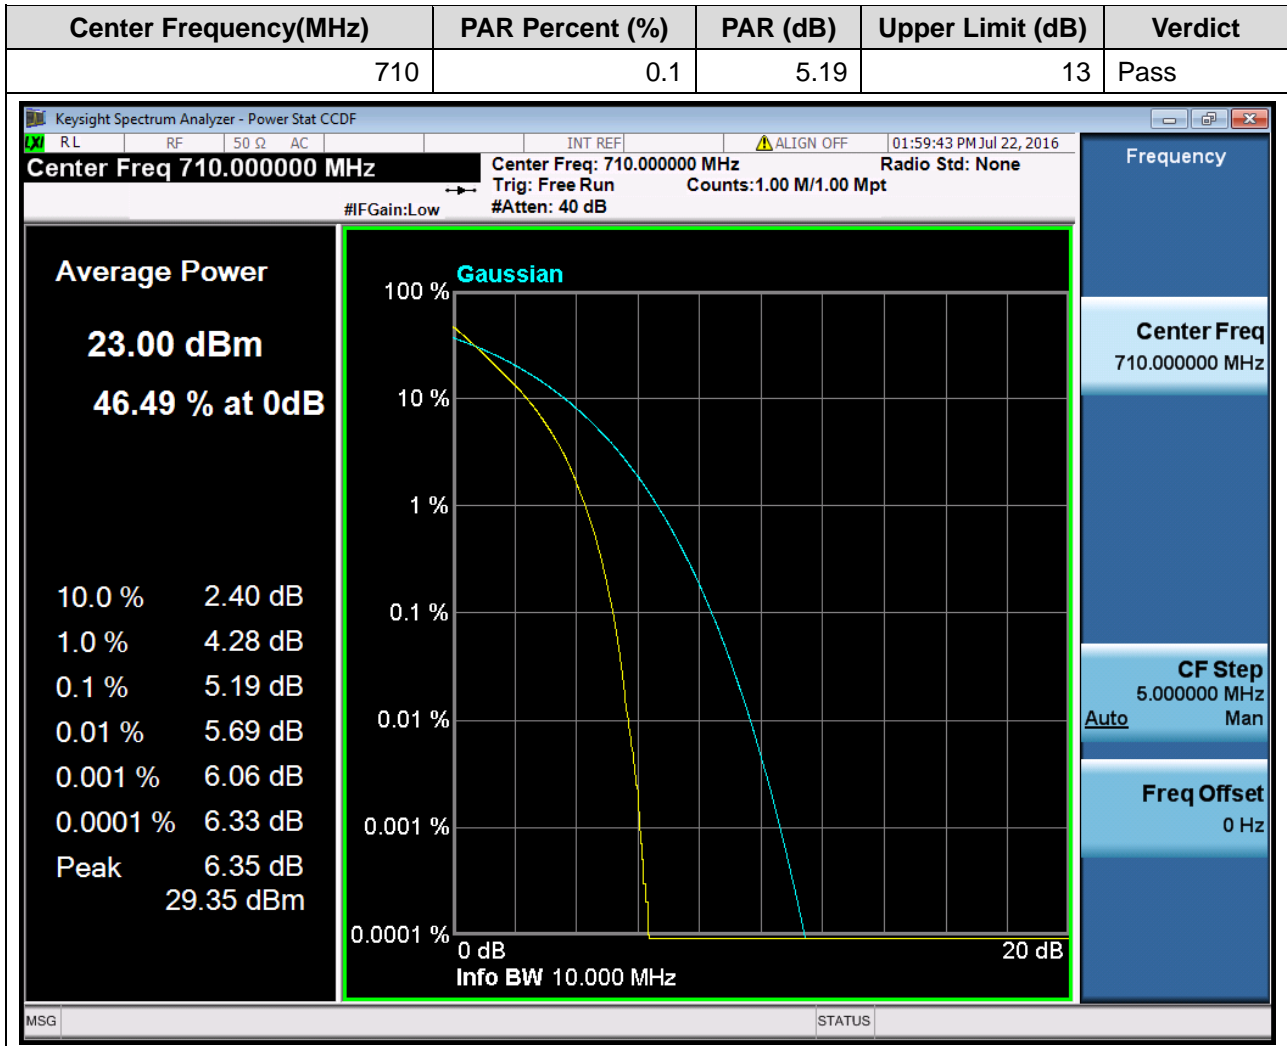 Center Frequency(MHz) PAR Percent (%) PAR (dB) Upper Limit (dB) Verdict
710 0.1 5.19 13 Pass
Keysight Spectrum Analyzer - Power Stat CCDF
LXI RL RF 50 Ω AC INT REF ALIGN OFF 01:59:43 PM Jul 22, 2016
Center Freq 710.000000 MHz
#IFGain:Low
Center Freq: 710.000000 MHz Radio Std: None
Trig: Free Run Counts:1.00 M/1.00 Mpt
#Atten: 40 dB
Average Power
23.00 dBm
46.49 % at 0dB
10.0 % 2.40 dB
1.0 % 4.28 dB
0.1 % 5.19 dB
0.01 % 5.69 dB
0.001 % 6.06 dB
0.0001 % 6.33 dB
Peak 6.35 dB
29.35 dBm
Gaussian
100 %
10 %
1 %
0.1 %
0.01 %
0.001 %
0.0001 %
0 dB 20 dB
Info BW 10.000 MHz
Frequency
Center Freq
710.000000 MHz
CF Step
5.000000 MHz
Auto Man
Freq Offset
0 Hz
MSG STATUS